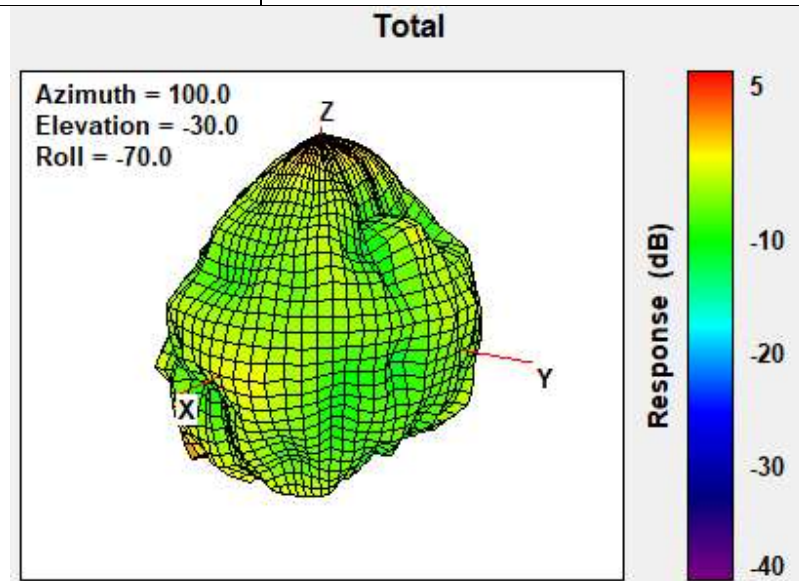 Total
Azimuth = 100.0
Elevation = -30.0
Roll = -70.0
Z
Y
X
Response (dB)
5
-10
-20
-30
-40